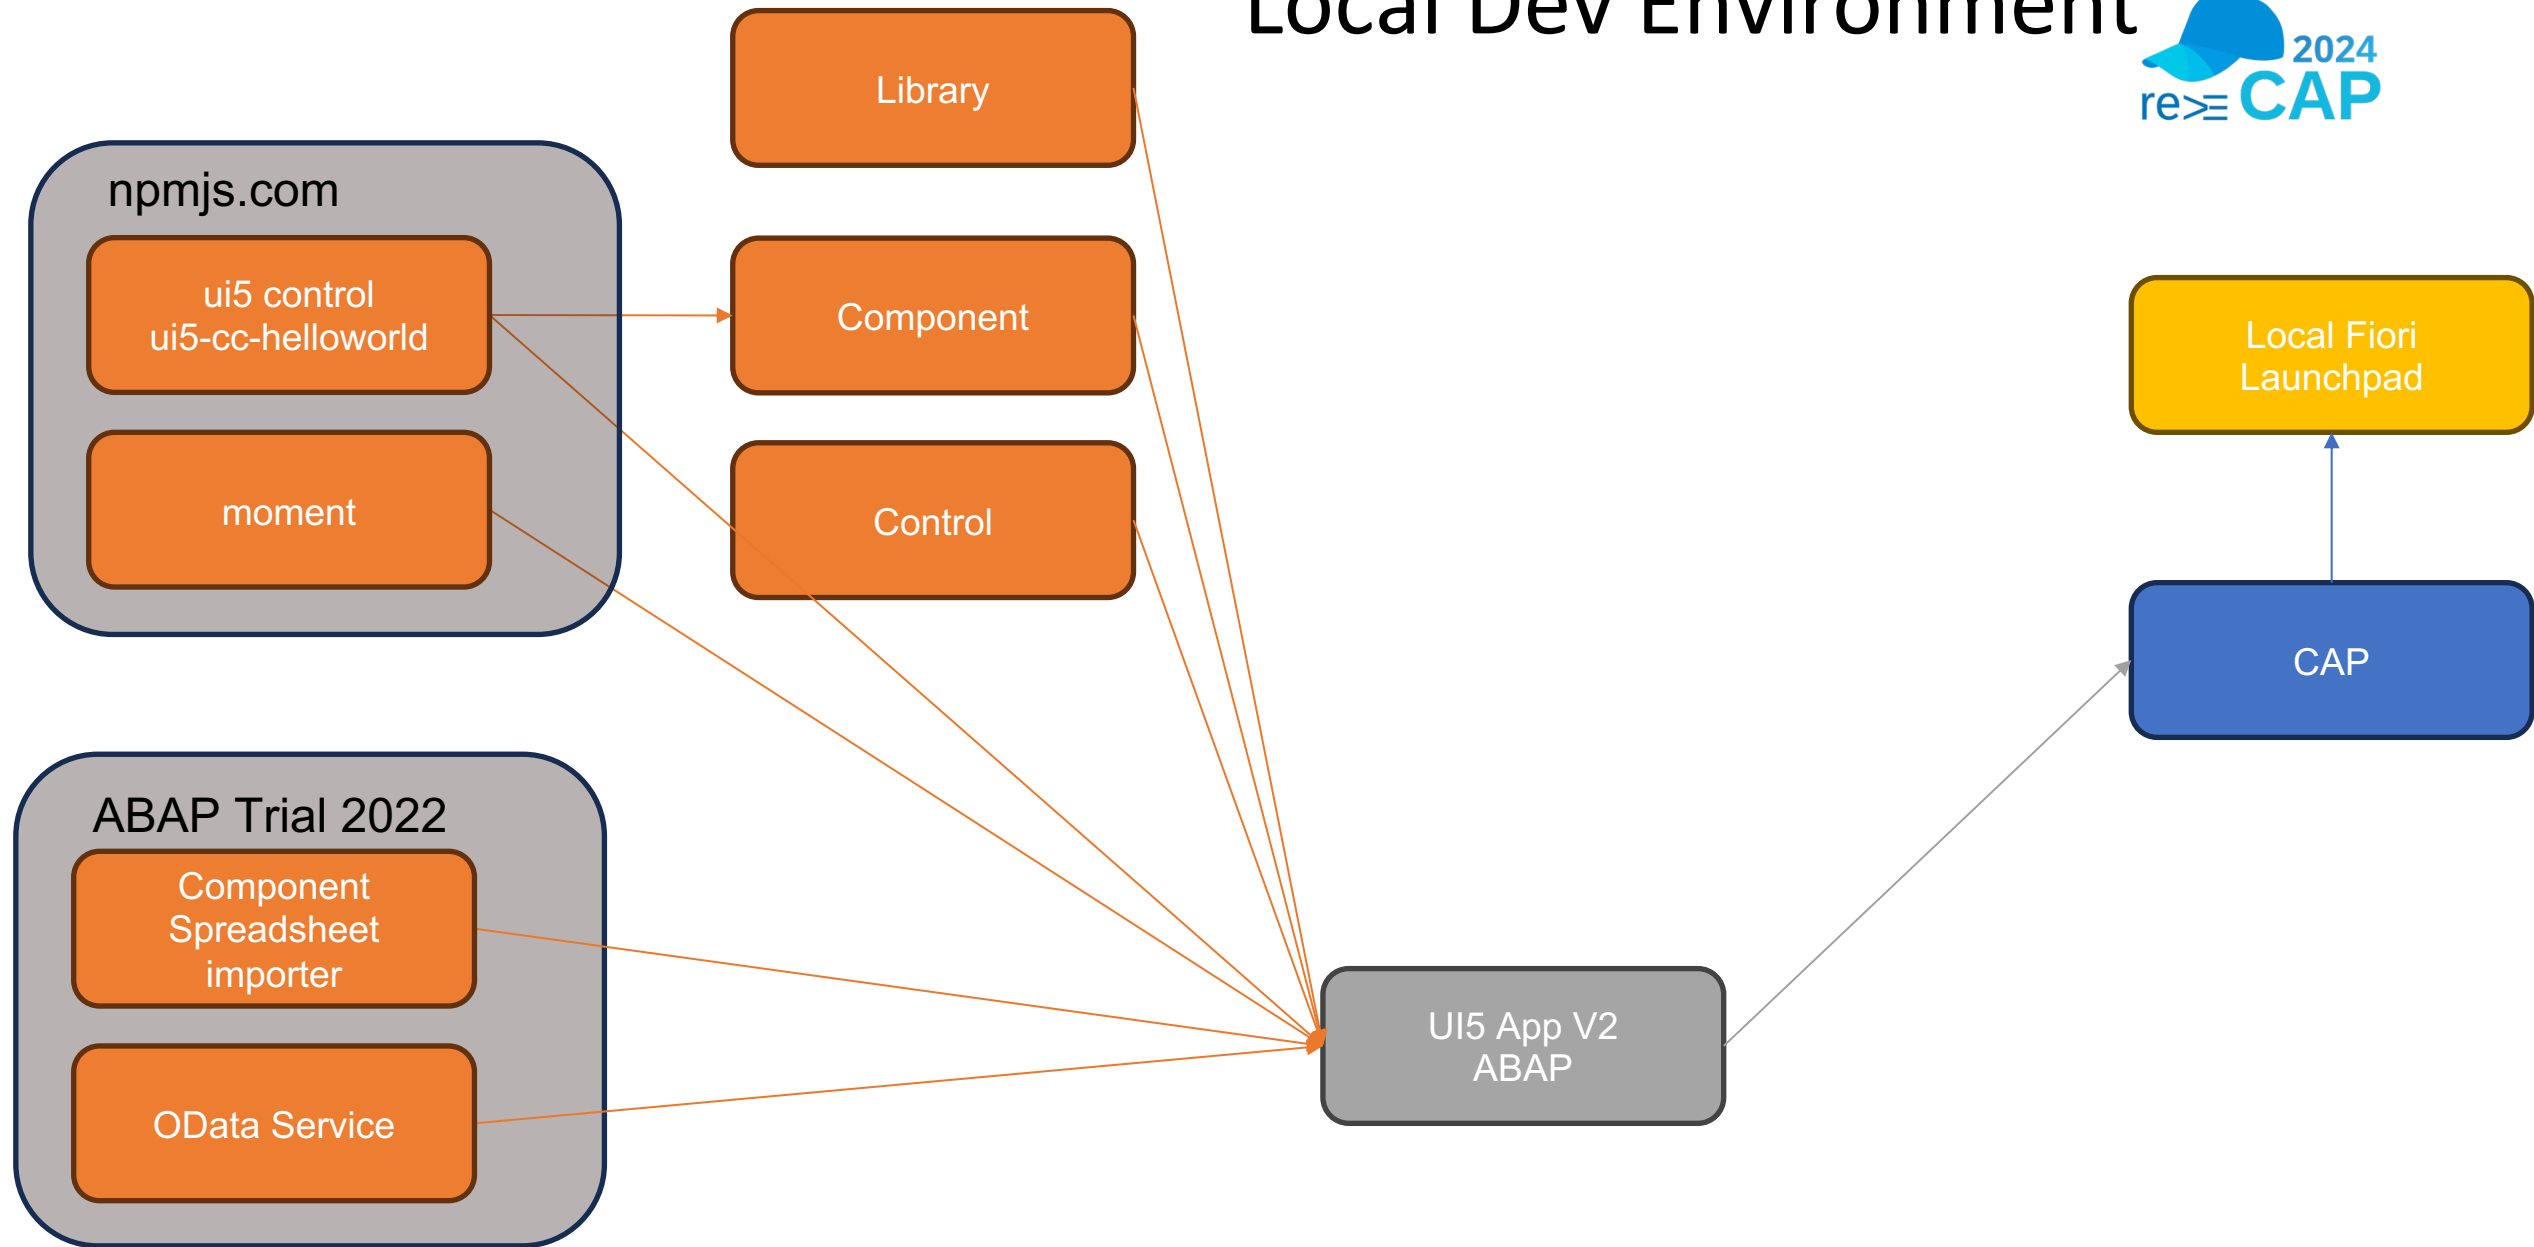 Local Dev Environment
2024
re>≡ CAP
Library
npmjs.com
ui5 control
ui5-cc-helloworld
Component
Local Fiori
Launchpad
moment
Control
CAP
ABAP Trial 2022
Component
Spreadsheet
importer
UI5 App V2
ABAP
OData Service